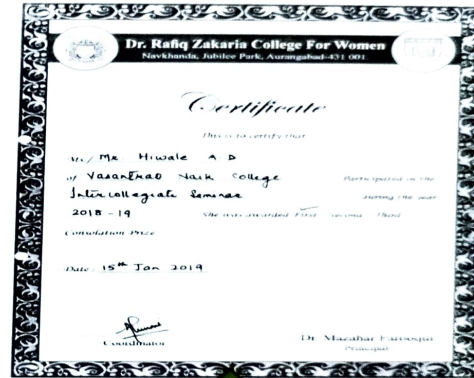 Dr. Rafiq Zakaria College For Women
Navkhanda, Jubilee Park, Aurangabad-431 001
Certificate
This is to certify that
Ms/ Mr Hiwale A D
of Vasantrao Naik College Participated in the
Intercollegiate Seminar during the year
2018-19 She was awarded First second Third
Consolation Prize
Date: 15th Jan 2019
Coordinator
Dr. Mazahar Farooqui
Principal